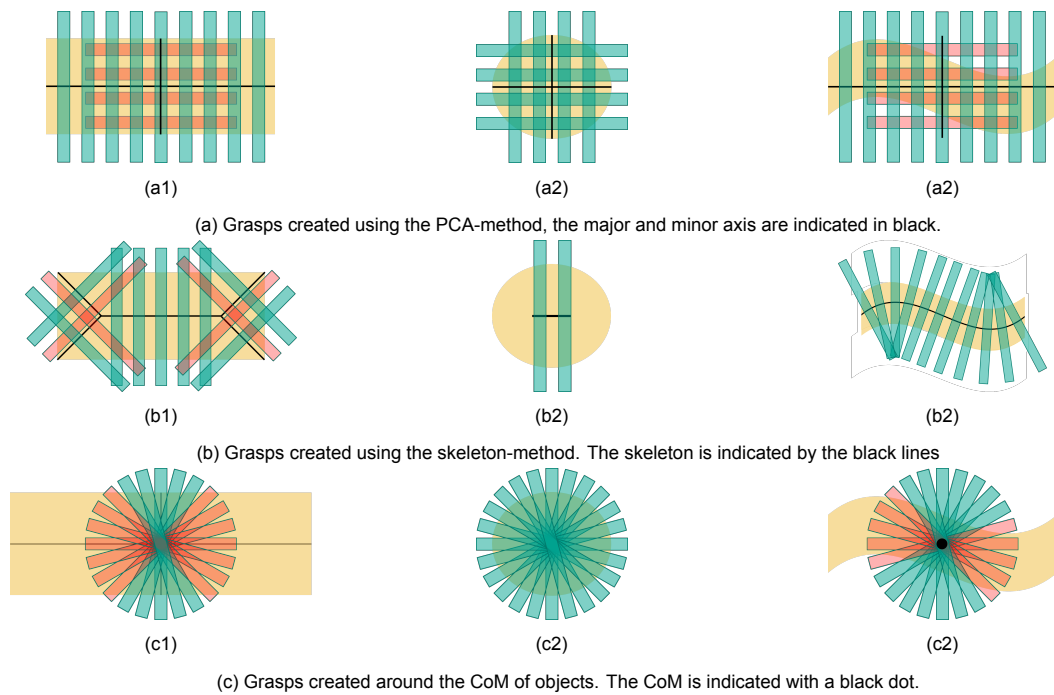 (a1) (a2) (a2)
(a) Grasps created using the PCA-method, the major and minor axis are indicated in black.
(b1) (b2) (b2)
(b) Grasps created using the skeleton-method. The skeleton is indicated by the black lines
(c1) (c2) (c2)
(c) Grasps created around the CoM of objects. The CoM is indicated with a black dot.